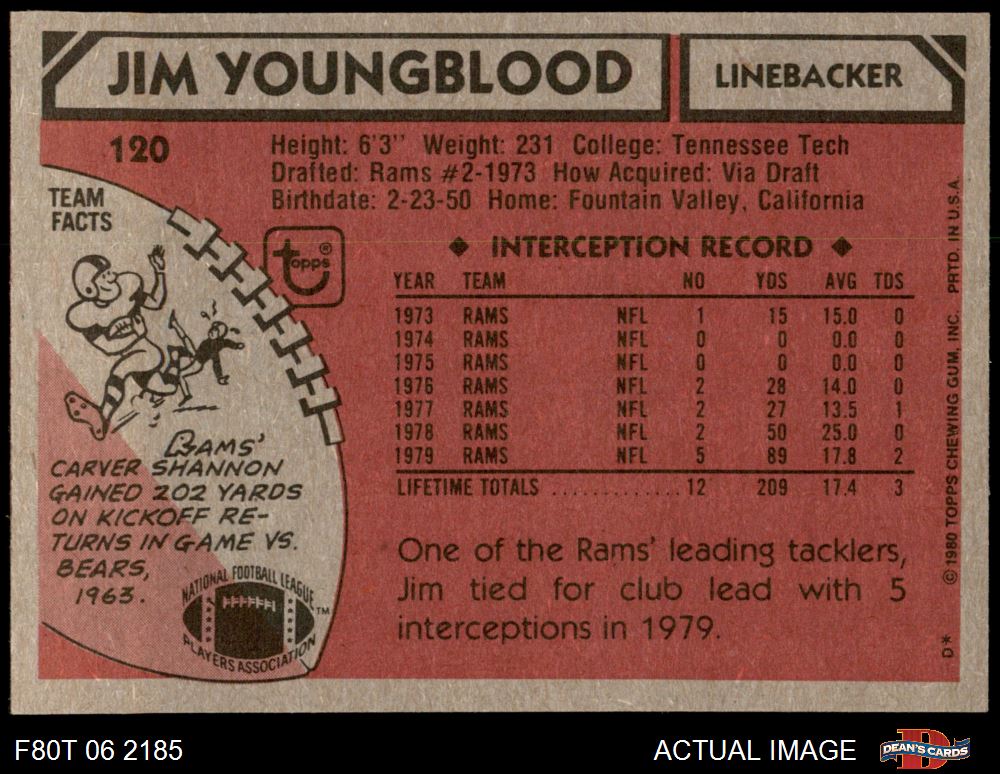 JIM YOUNGBLOOD
LINEBACKER
120
Height: 6'3" Weight: 231 College: Tennessee Tech
Drafted: Rams #2-1973 How Acquired: Via Draft
Birthdate: 2-23-50 Home: Fountain Valley, California
TEAM
FACTS
topps®
◆ INTERCEPTION RECORD ◆
YEAR TEAM NO YDS AVG TDS
1973 RAMS NFL 1 15 15.0 0
1974 RAMS NFL 0 0 0.0 0
1975 RAMS NFL 0 0 0.0 0
1976 RAMS NFL 2 28 14.0 0
1977 RAMS NFL 2 27 13.5 1
1978 RAMS NFL 2 50 25.0 0
1979 RAMS NFL 5 89 17.8 2
LIFETIME TOTALS ............. 12 209 17.4 3
RAMS'
CARVER SHANNON
GAINED 202 YARDS
ON KICKOFF RE-
TURNS IN GAME VS.
BEARS,
1963.
NATIONAL FOOTBALL LEAGUE
PLAYERS ASSOCIATION
TM
One of the Rams' leading tacklers,
Jim tied for club lead with 5
interceptions in 1979.
D* © 1980 TOPPS CHEWING GUM, INC. PRTD. IN U.S.A.
F80T 06 2185
ACTUAL IMAGE
DEAN'S CARDS